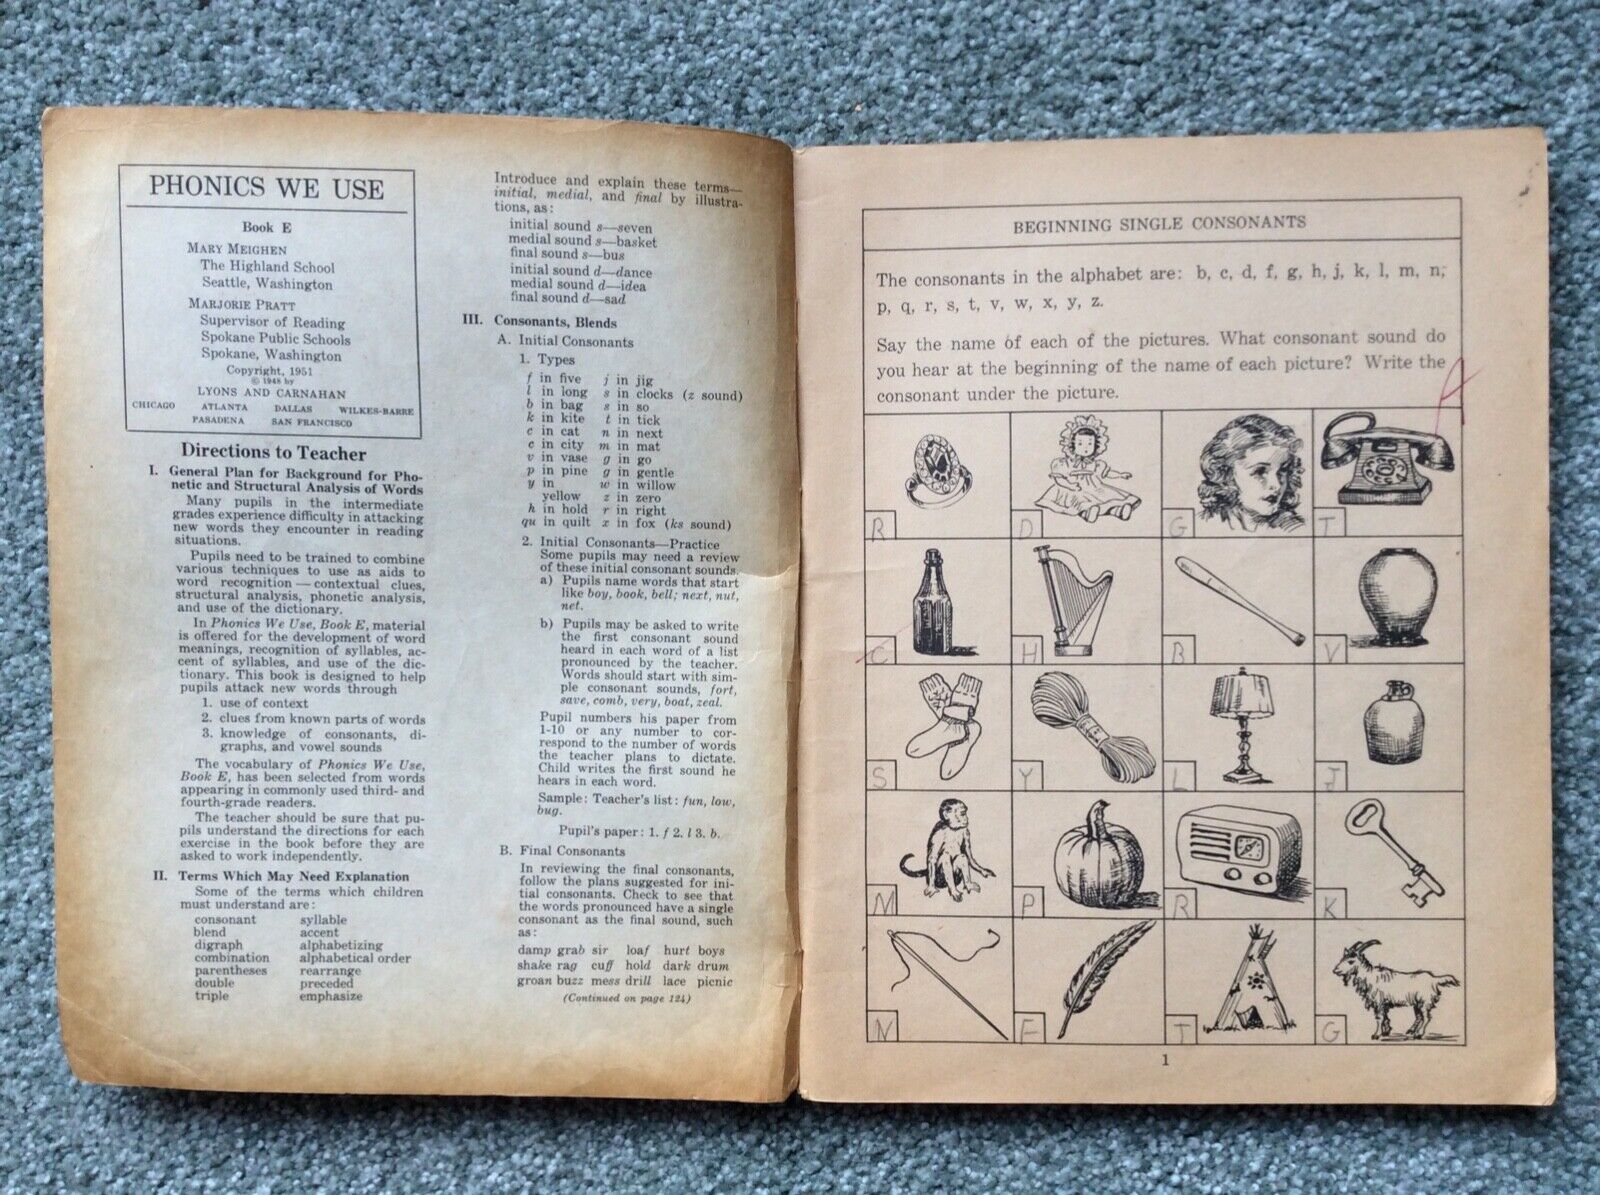 PHONICS WE USE
Book E
MARY MEIGHEN
The Highland School
Seattle, Washington
MARJORIE PRATT
Supervisor of Reading
Spokane Public Schools
Spokane, Washington
Copyright, 1951
© 1948 by
LYONS AND CARNAHAN
CHICAGO ATLANTA DALLAS WILKES-BARRE
PASADENA SAN FRANCISCO
Directions to Teacher
I. General Plan for Background for Pho-
netic and Structural Analysis of Words
Many pupils in the intermediate
grades experience difficulty in attacking
new words they encounter in reading
situations.
Pupils need to be trained to combine
various techniques to use as aids to
word recognition — contextual clues,
structural analysis, phonetic analysis,
and use of the dictionary.
In Phonics We Use, Book E, material
is offered for the development of word
meanings, recognition of syllables, ac-
cent of syllables, and use of the dic-
tionary. This book is designed to help
pupils attack new words through
1. use of context
2. clues from known parts of words
3. knowledge of consonants, di-
graphs, and vowel sounds
The vocabulary of Phonics We Use,
Book E, has been selected from words
appearing in commonly used third- and
fourth-grade readers.
The teacher should be sure that pu-
pils understand the directions for each
exercise in the book before they are
asked to work independently.
II. Terms Which May Need Explanation
Some of the terms which children
must understand are:
consonant syllable
blend accent
digraph alphabetizing
combination alphabetical order
parentheses rearrange
double preceded
triple emphasize
Introduce and explain these terms—
initial, medial, and final by illustra-
tions, as:
initial sound s—seven
medial sound s—basket
final sound s—bus
initial sound d—dance
medial sound d—idea
final sound d—sad
III. Consonants, Blends
A. Initial Consonants
1. Types
f in five j in jig
l in long s in clocks (z sound)
b in bag s in so
k in kite t in tick
c in cat n in next
c in city m in mat
v in vase g in go
p in pine g in gentle
y in w in willow
yellow z in zero
h in hold r in right
qu in quilt x in fox (ks sound)
2. Initial Consonants—Practice
Some pupils may need a review
of these initial consonant sounds.
a) Pupils name words that start
like boy, book, bell; next, nut,
net.
b) Pupils may be asked to write
the first consonant sound
heard in each word of a list
pronounced by the teacher.
Words should start with sim-
ple consonant sounds, fort,
save, comb, very, boat, zeal.
Pupil numbers his paper from
1-10 or any number to cor-
respond to the number of words
the teacher plans to dictate.
Child writes the first sound he
hears in each word.
Sample: Teacher's list: fun, low,
bug.
Pupil's paper: 1. f 2. l 3. b.
B. Final Consonants
In reviewing the final consonants,
follow the plans suggested for ini-
tial consonants. Check to see that
the words pronounced have a single
consonant as the final sound, such
as:
damp grab sir loaf hurt boys
shake rag cuff hold dark drum
groan buzz mess drill lace picnic
(Continued on page 124)
BEGINNING SINGLE CONSONANTS
The consonants in the alphabet are: b, c, d, f, g, h, j, k, l, m, n,
p, q, r, s, t, v, w, x, y, z.
Say the name of each of the pictures. What consonant sound do
you hear at the beginning of the name of each picture? Write the
consonant under the picture.
A
R D G T
C H B V
S Y L J
M P R K
N F T G
1